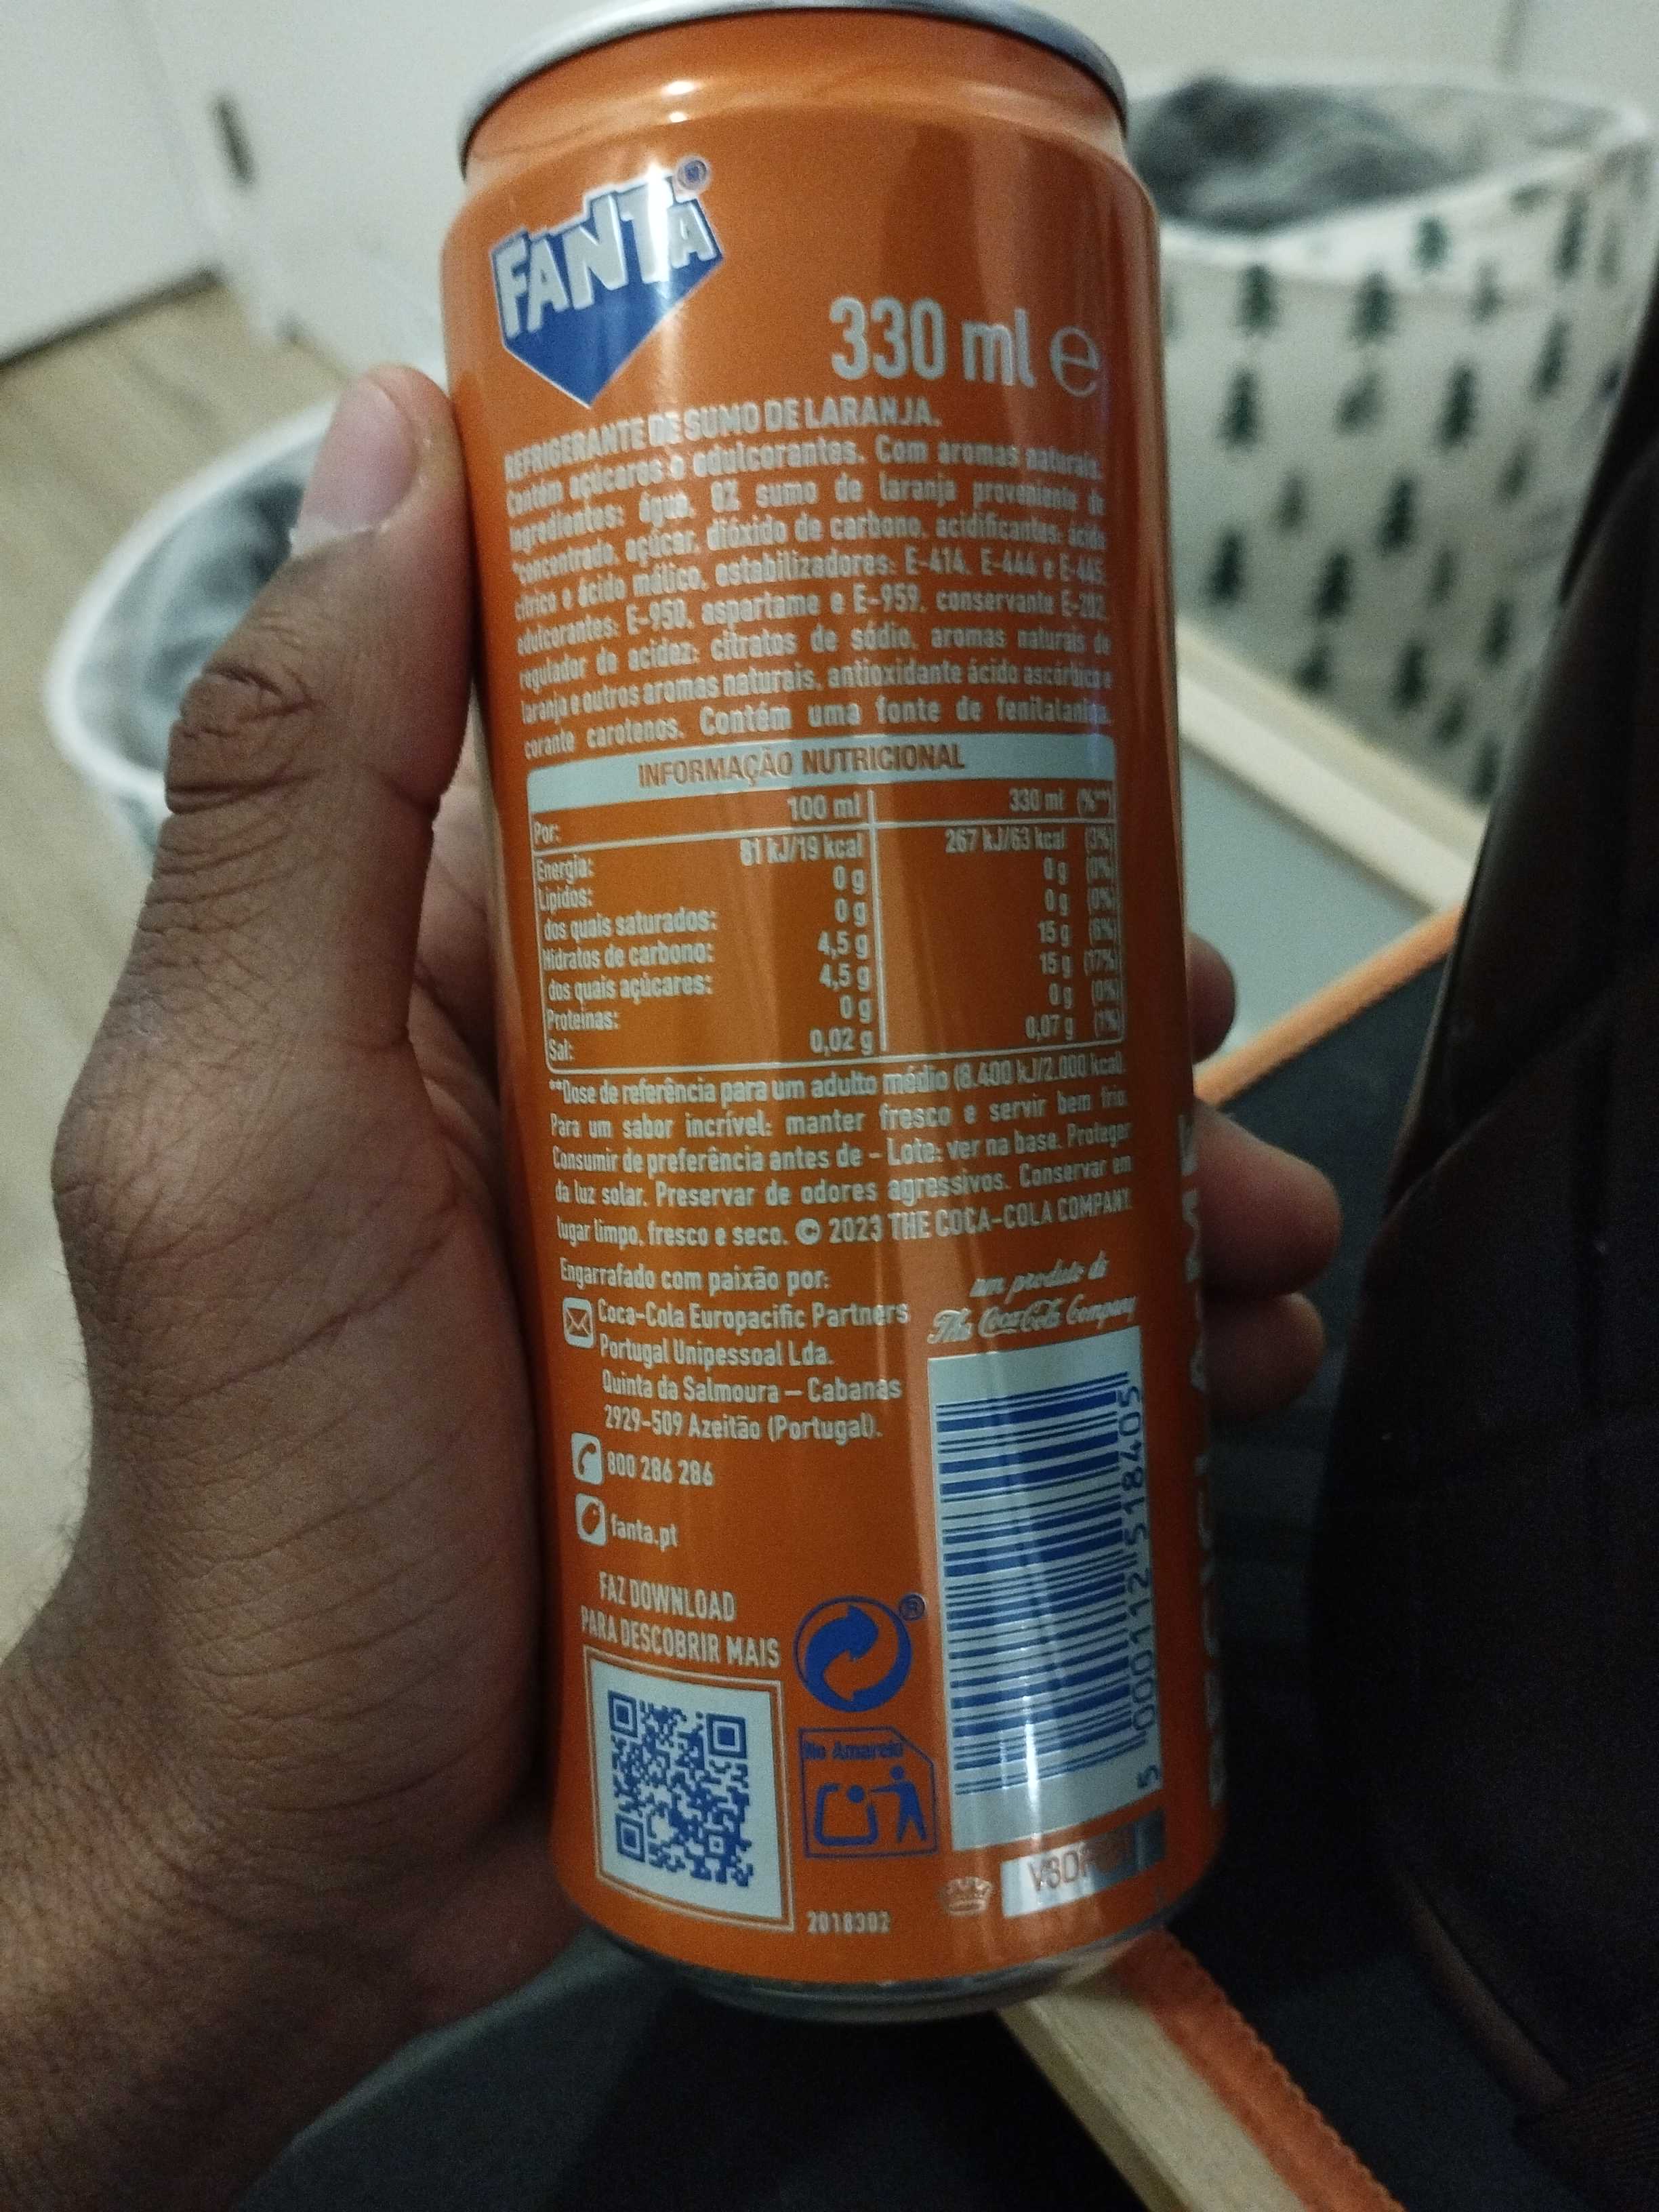 FANTA
330 ml e
REFRIGERANTE DE SUMO DE LARANJA.
Contém açúcares e edulcorantes. Com aromas naturais.
Ingredientes: água, 8% sumo de laranja proveniente de
*concentrado, açúcar, dióxido de carbono, acidificantes: ácido
cítrico e ácido málico, estabilizadores: E-414, E-444 e E-445,
edulcorantes: E-950, aspartame e E-959, conservante E-202,
regulador de acidez: citratos de sódio, aromas naturais de
laranja e outros aromas naturais, antioxidante ácido ascórbico e
corante carotenos. Contém uma fonte de fenilalanina.
INFORMAÇÃO NUTRICIONAL
Por: 100 ml 330 ml (%**)
Energia: 81 kJ/19 kcal 267 kJ/63 kcal (3%)
Lípidos: 0 g 0 g (0%)
dos quais saturados: 0 g 0 g (0%)
Hidratos de carbono: 4,5 g 15 g (6%)
dos quais açúcares: 4,5 g 15 g (17%)
Proteínas: 0 g 0 g (0%)
Sal: 0,02 g 0,07 g (1%)
**Dose de referência para um adulto médio (8.400 kJ/2.000 kcal).
Para um sabor incrível: manter fresco e servir bem frio.
Consumir de preferência antes de - Lote: ver na base. Proteger
da luz solar. Preservar de odores agressivos. Conservar em
lugar limpo, fresco e seco. © 2023 THE COCA-COLA COMPANY.
Engarrafado com paixão por:
Coca-Cola Europacific Partners
Portugal Unipessoal Lda.
Quinta da Salmoura – Cabanas
2929-509 Azeitão (Portugal).
800 286 286
fanta.pt
um produto de
The Coca-Cola Company
FAZ DOWNLOAD
PARA DESCOBRIR MAIS
No Amarelo
5 000112 518405
2018302